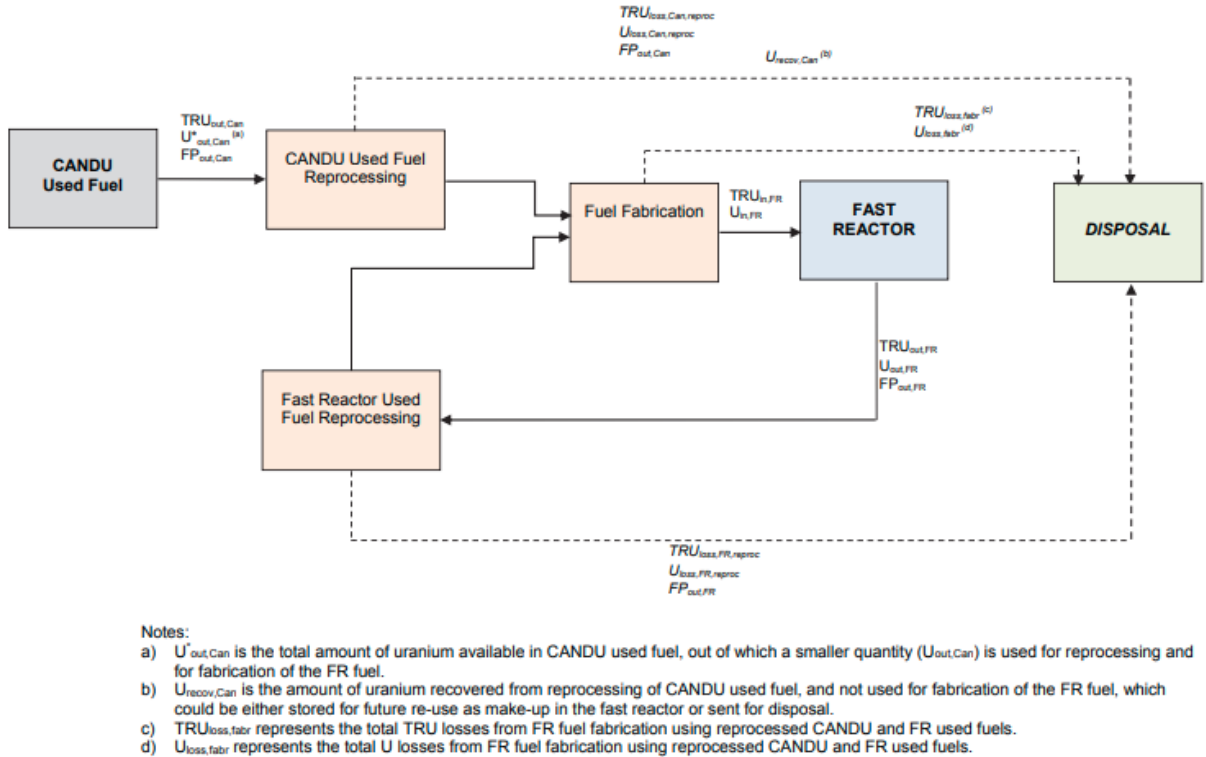 TRUloss,Can,reproc
Uloss,Can,reproc
FPout,Can
Urecov,Can (b)
TRUout,Can
U*out,Can (a)
FPout,Can
TRUloss,fabr (c)
Uloss,fabr (d)
CANDU
Used Fuel
CANDU Used Fuel
Reprocessing
Fuel Fabrication
TRUin,FR
Uin,FR
FAST
REACTOR
DISPOSAL
TRUout,FR
Uout,FR
FPout,FR
Fast Reactor Used
Fuel Reprocessing
TRUloss,FR,reproc
Uloss,FR,reproc
FPout,FR
Notes:
a) U*out,Can is the total amount of uranium available in CANDU used fuel, out of which a smaller quantity (Uout,Can) is used for reprocessing and
for fabrication of the FR fuel.
b) Urecov,Can is the amount of uranium recovered from reprocessing of CANDU used fuel, and not used for fabrication of the FR fuel, which
could be either stored for future re-use as make-up in the fast reactor or sent for disposal.
c) TRUloss,fabr represents the total TRU losses from FR fuel fabrication using reprocessed CANDU and FR used fuels.
d) Uloss,fabr represents the total U losses from FR fuel fabrication using reprocessed CANDU and FR used fuels.